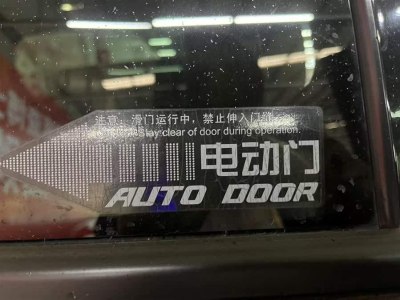 注意:滑门运行中,禁止伸入门缝
stay clear of door during operation.
电动门
AUTO DOOR